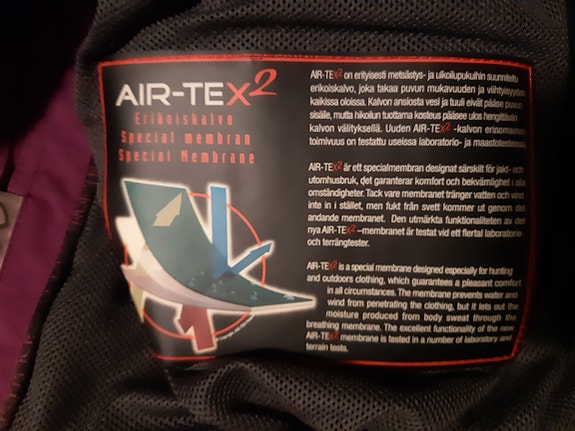 AIR-TEX2
Erikoiskalvo
Special membran
Special Membrane
AIR-TEX2 on erityisesti metsästys- ja ulkoilupukuihin suunniteltu
erikoiskalvo, joka takaa puvun mukavuuden ja viihtyisyyden
kaikissa oloissa. Kalvon ansiosta vesi ja tuuli eivät pääse puvun
sisälle, mutta hikoilun tuottama kosteus pääsee ulos hengittävän
kalvon välityksellä. Uuden AIR-TEX2 -kalvon erinomainen
toimivuus on testattu useissa laboratorio- ja maastotesteissä.
AIR-TEX2 är ett specialmembran designat särskilt för jakt- och
utomhusbruk, det garanterar komfort och bekvämlighet i alla
omständigheter. Tack vare membranet tränger vatten och vind
inte in i stället, men fukt från svett kommer ut genom det
andande membranet. Den utmärkta funktionaliteten av det
nya AIR-TEX2 –membranet är testat vid ett flertal laboratorie-
och terrängtester.
AIR-TEX2 is a special membrane designed especially for hunting
and outdoors clothing, which guarantees a pleasant comfort
in all circumstances. The membrane prevents water and
wind from penetrating the clothing, but it lets out the
moisture produced from body sweat through the
breathing membrane. The excellent functionality of the new
AIR-TEX2 membrane is tested in a number of laboratory and
terrain tests.